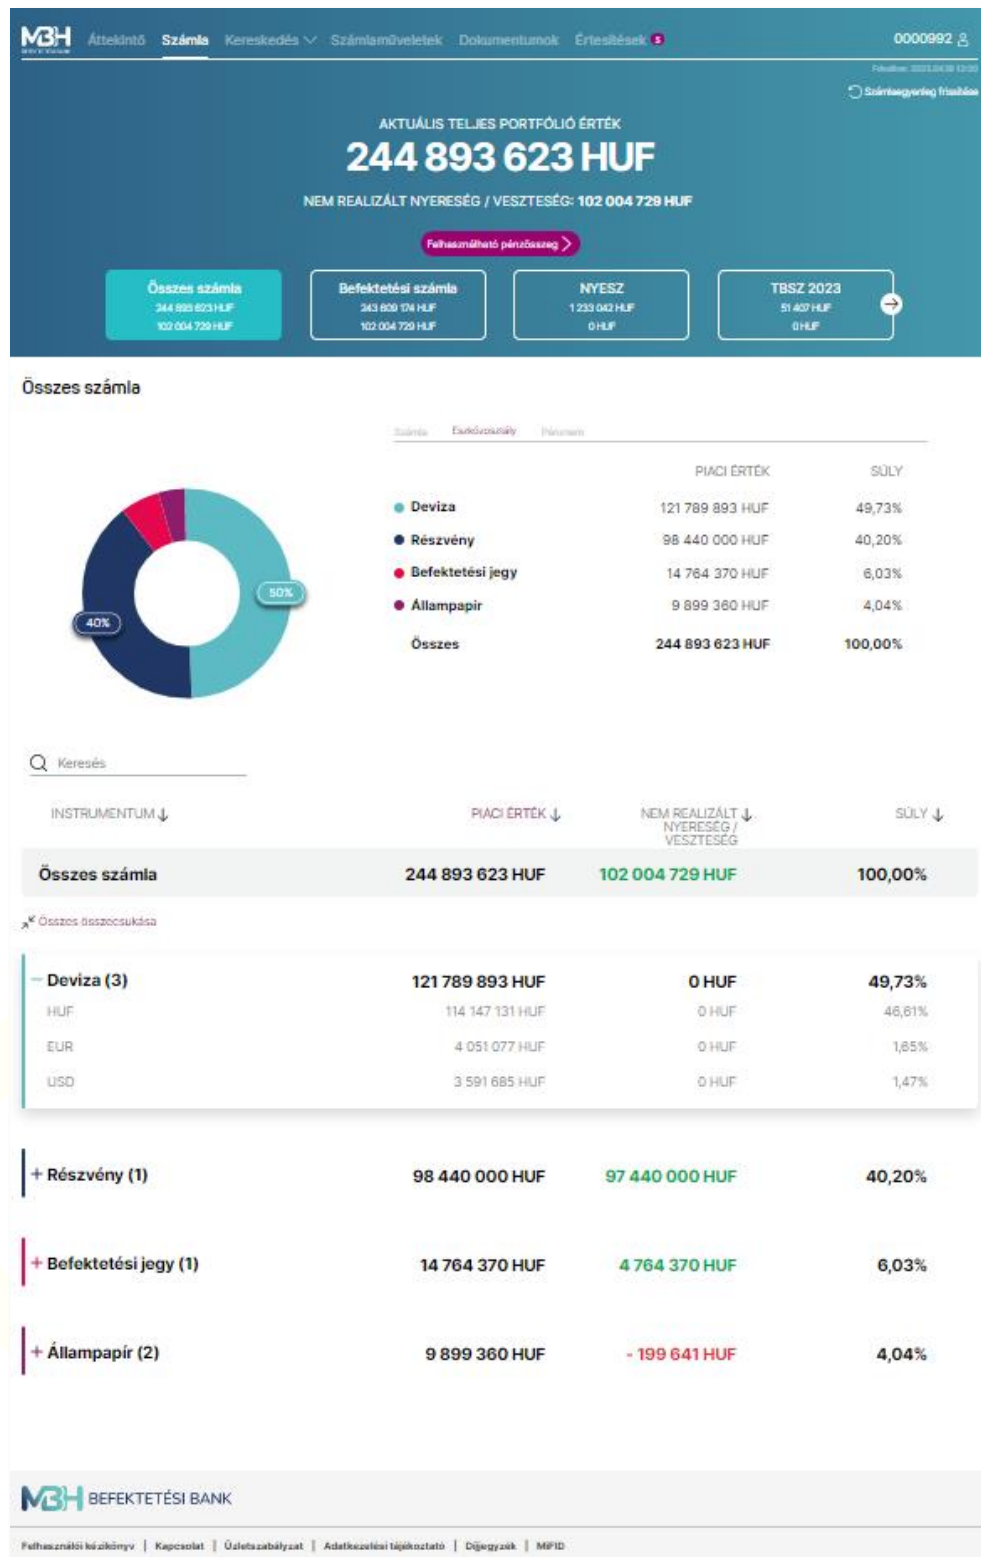 MBH Áttekintő Számla Kereskedés Számlaműveletek Dokumentumok Értesítések 5 0000992
Számlaegyenleg frissítése
AKTUÁLIS TELJES PORTFÓLIÓ ÉRTÉK
244 893 623 HUF
NEM REALIZÁLT NYERESÉG / VESZTESÉG: 102 004 729 HUF
Felhasználható pénzösszeg
Összes számla Befektetési számla NYESZ TBSZ 2023
244 893 623 HUF 243 609 174 HUF 1 233 042 HUF 51 407 HUF
102 004 729 HUF 102 004 729 HUF 0 HUF 0 HUF
Összes számla
Számla Eszközosztály Pénznem
PIACI ÉRTÉK SÚLY
Deviza 121 789 893 HUF 49,73%
Részvény 98 440 000 HUF 40,20%
Befektetési jegy 14 764 370 HUF 6,03%
Állampapír 9 899 360 HUF 4,04%
Összes 244 893 623 HUF 100,00%
50%
40%
Keresés
INSTRUMENTUM PIACI ÉRTÉK NEM REALIZÁLT SÚLY
NYERESÉG /
VESZTESÉG
Összes számla 244 893 623 HUF 102 004 729 HUF 100,00%
Összes összecsukása
Deviza (3) 121 789 893 HUF 0 HUF 49,73%
HUF 114 147 131 HUF 0 HUF 46,61%
EUR 4 051 077 HUF 0 HUF 1,65%
USD 3 591 685 HUF 0 HUF 1,47%
+ Részvény (1) 98 440 000 HUF 97 440 000 HUF 40,20%
+ Befektetési jegy (1) 14 764 370 HUF 4 764 370 HUF 6,03%
+ Állampapír (2) 9 899 360 HUF - 199 641 HUF 4,04%
MBH BEFEKTETÉSI BANK
Felhasználói kézikönyv | Kapcsolat | Üzletszabályzat | Adatkezelési tájékoztató | Díjjegyzék | MiFID